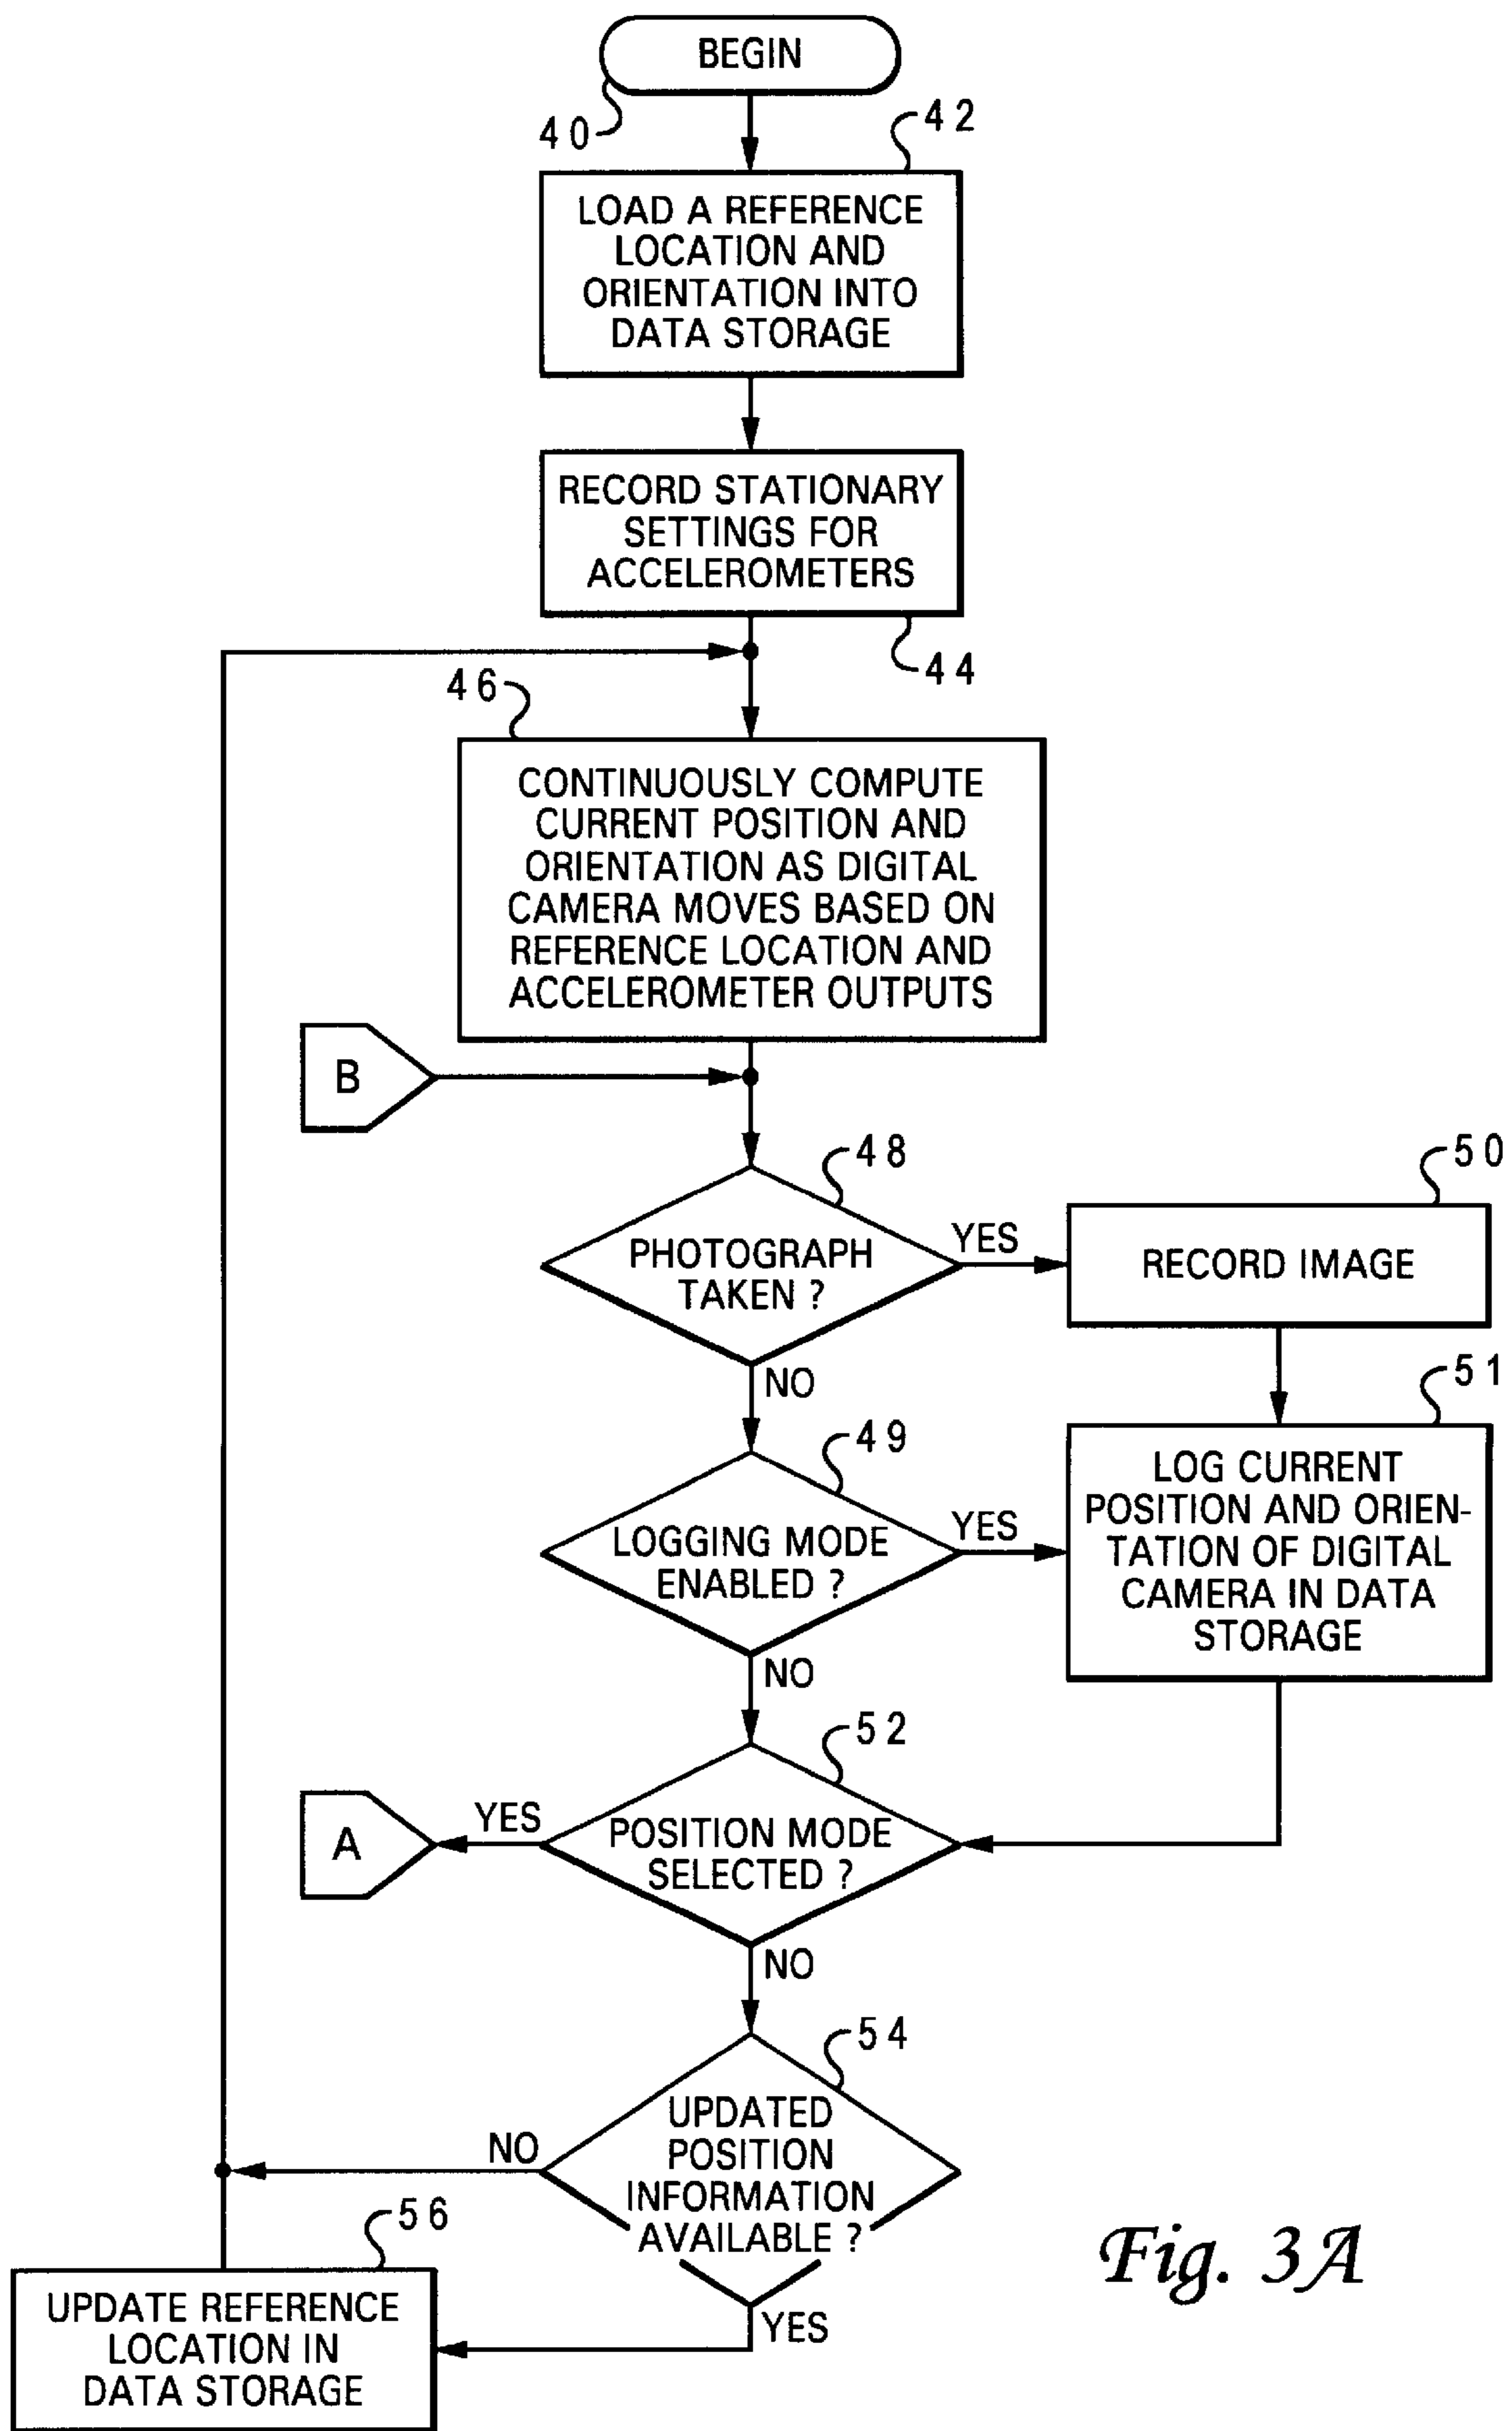 BEGIN
40
42
LOAD A REFERENCE
LOCATION AND
ORIENTATION INTO
DATA STORAGE
RECORD STATIONARY
SETTINGS FOR
ACCELEROMETERS
44
46
CONTINUOUSLY COMPUTE
CURRENT POSITION AND
ORIENTATION AS DIGITAL
CAMERA MOVES BASED ON
REFERENCE LOCATION AND
ACCELEROMETER OUTPUTS
B
48
PHOTOGRAPH
TAKEN ?
YES
50
RECORD IMAGE
NO
51
LOG CURRENT
POSITION AND ORIEN-
TATION OF DIGITAL
CAMERA IN DATA
STORAGE
49
LOGGING MODE
ENABLED ?
YES
NO
52
POSITION MODE
SELECTED ?
YES
A
NO
54
UPDATED
POSITION
INFORMATION
AVAILABLE ?
NO
YES
56
UPDATE REFERENCE
LOCATION IN
DATA STORAGE
Fig. 3A